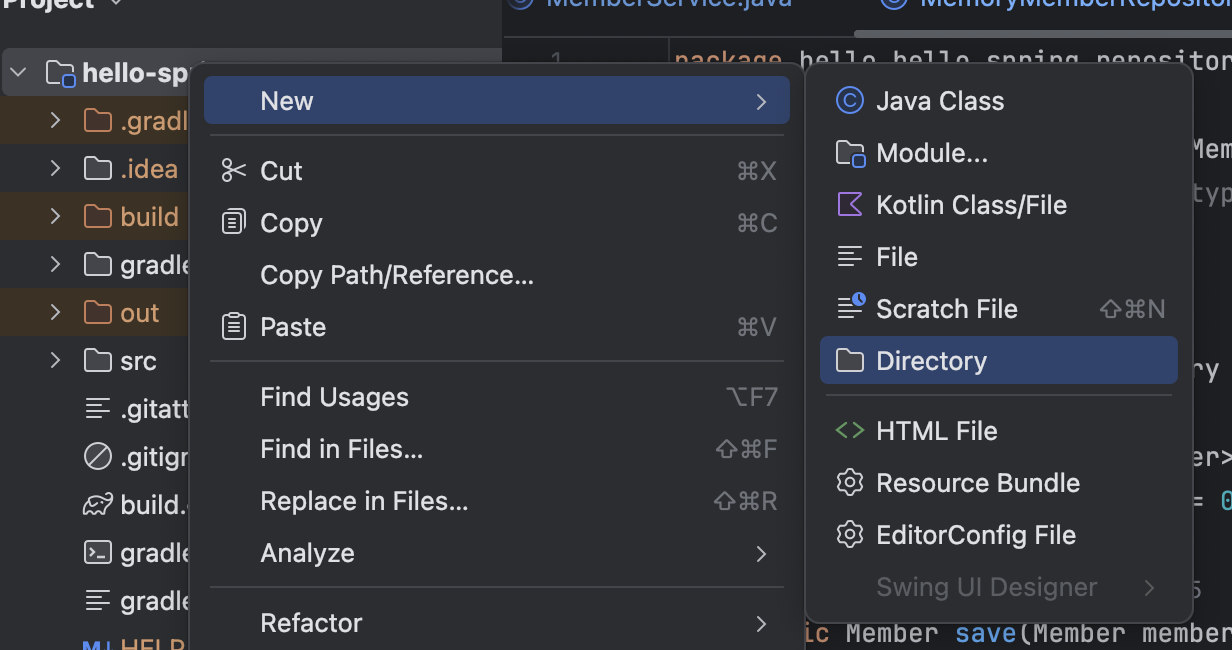 Project
MemberService.java
hello-sp
.gradl
.idea
build
gradle
out
src
.gitatt
.gitigr
build.
gradle
gradle
HELP
New
Cut ⌘X
Copy ⌘C
Copy Path/Reference...
Paste ⌘V
Find Usages ⌥F7
Find in Files... ⇧⌘F
Replace in Files... ⇧⌘R
Analyze
Refactor
Java Class
Module...
Kotlin Class/File
File
Scratch File ⇧⌘N
Directory
HTML File
Resource Bundle
EditorConfig File
Swing UI Designer
MemoryMemberRepositor
1
package hello.hello_spring.repositor
Mem
typ
ry
er>
= 0
5
ic Member save(Member member